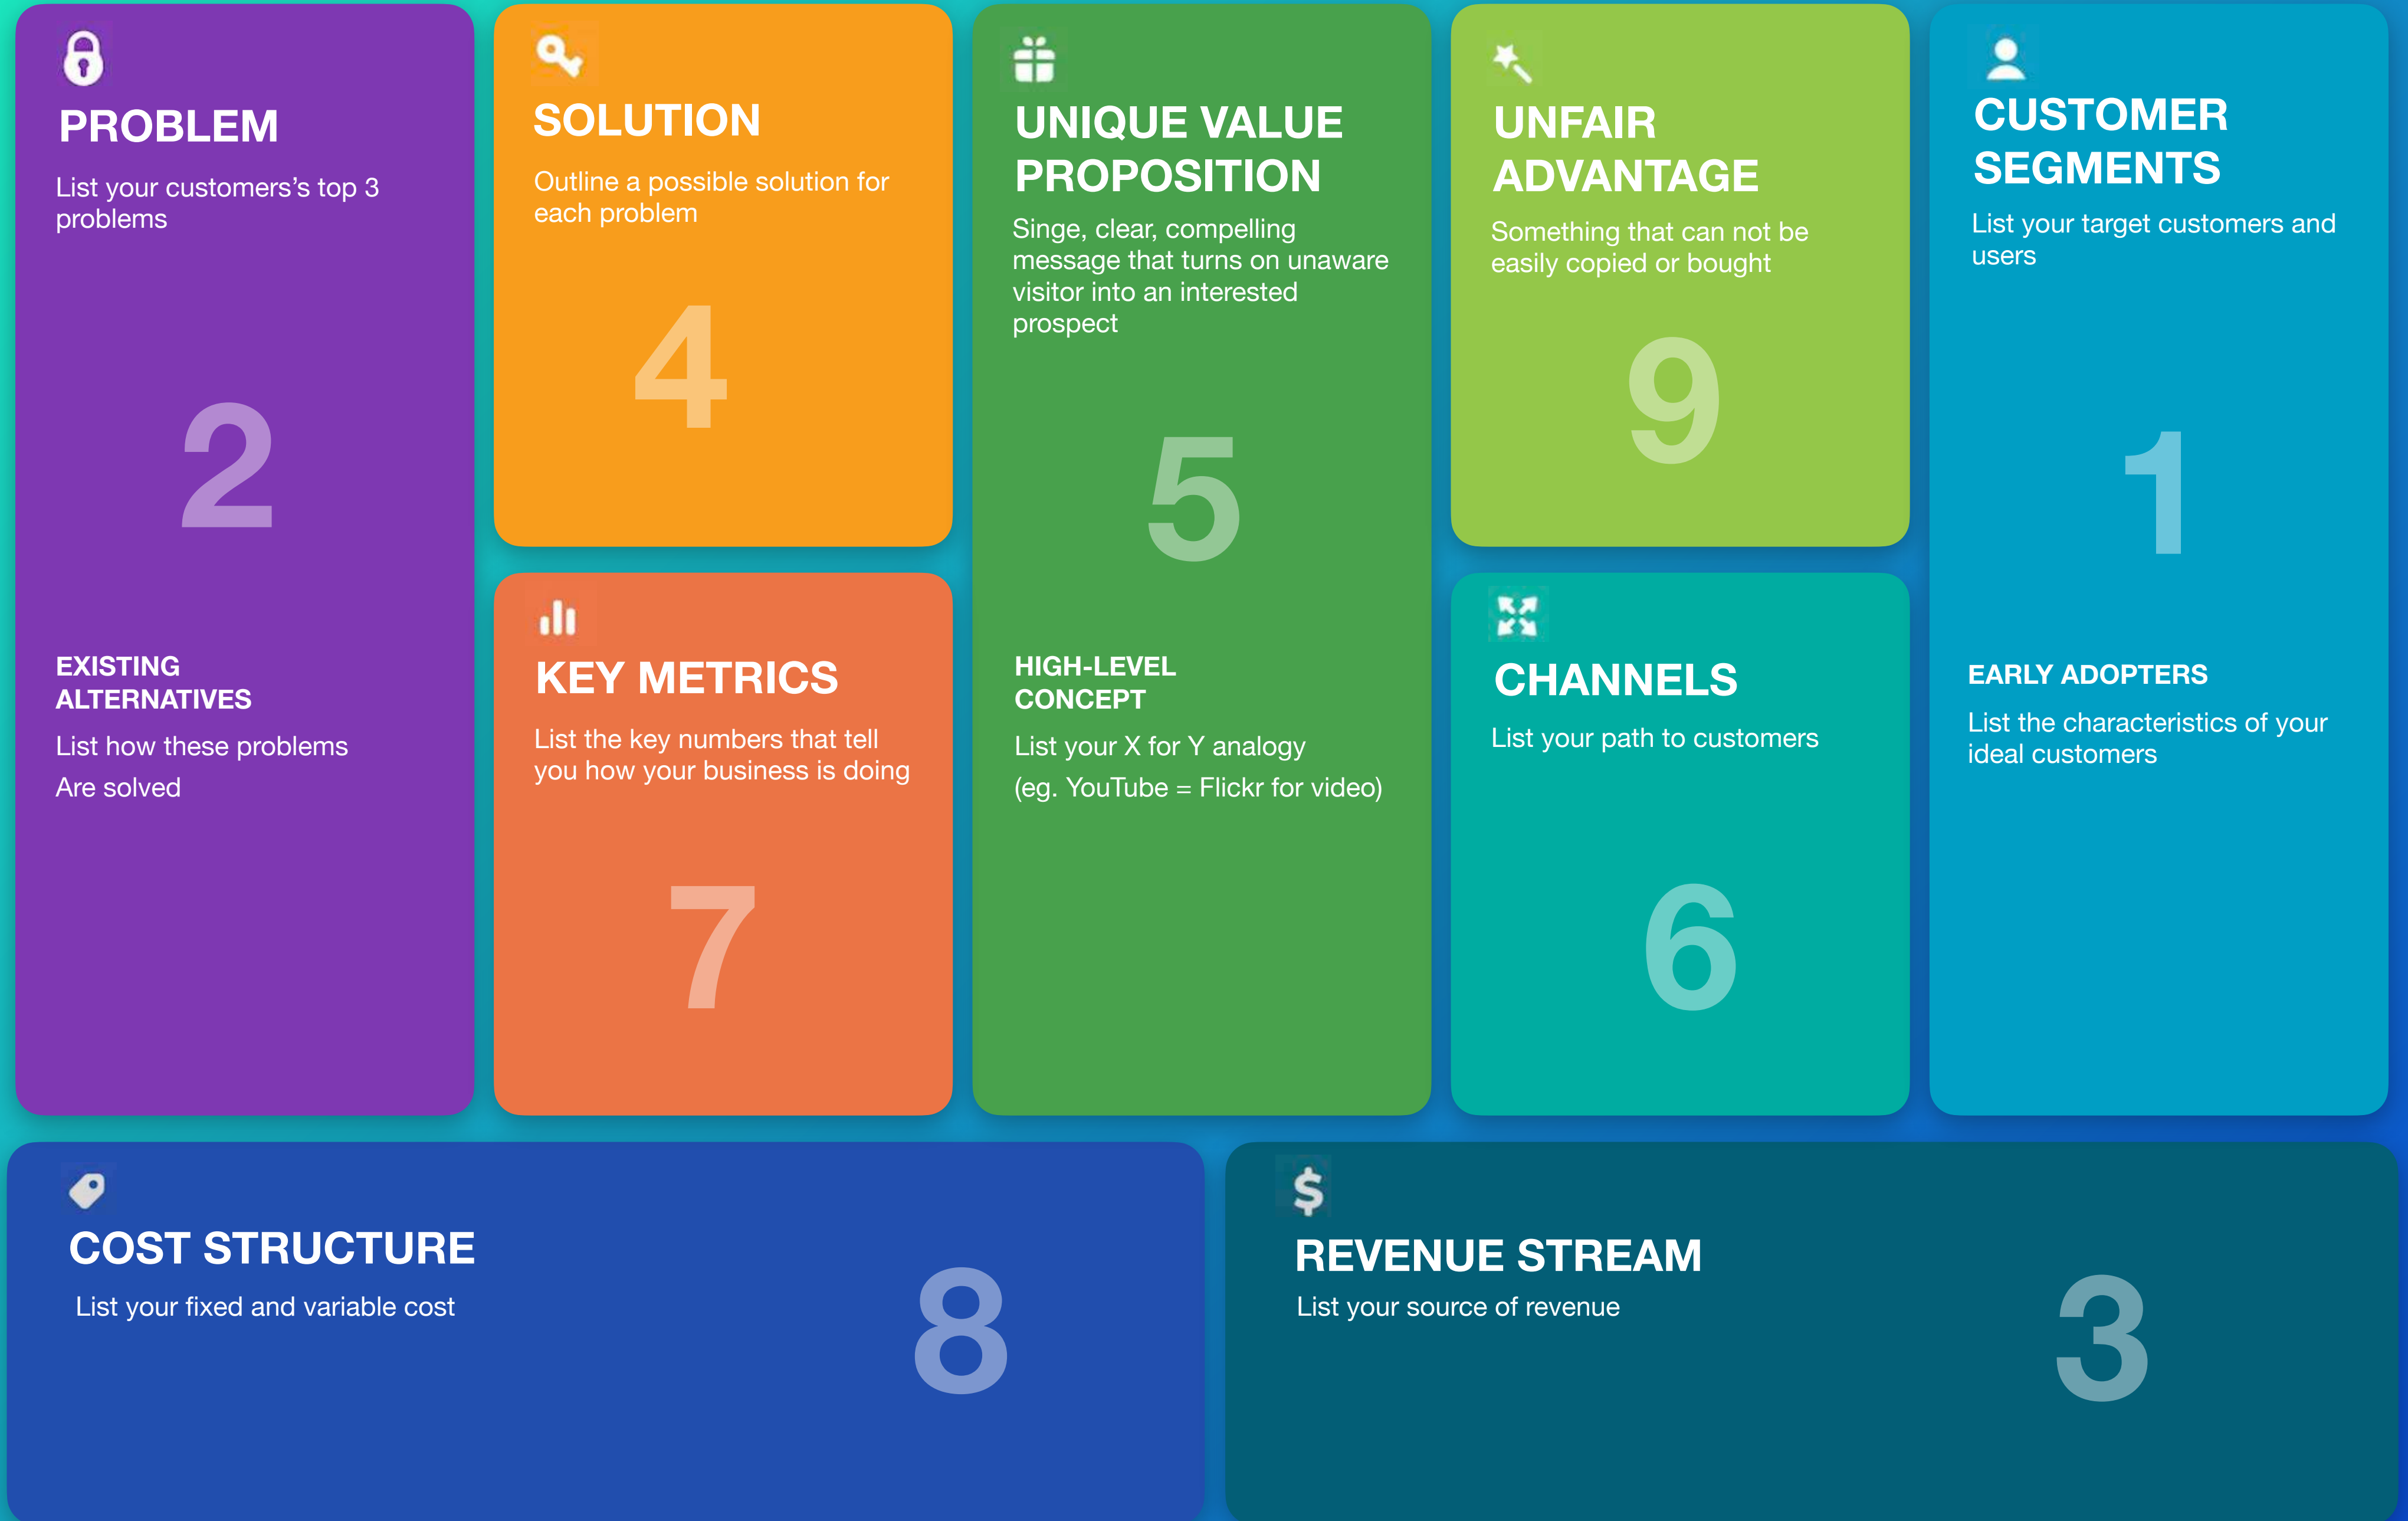 PROBLEM
List your customers’s top 3
problems
2
EXISTING
ALTERNATIVES
List how these problems
Are solved
SOLUTION
Outline a possible solution for
each problem
4
KEY METRICS
List the key numbers that tell
you how your business is doing
7
UNIQUE VALUE
PROPOSITION
Singe, clear, compelling
message that turns on unaware
visitor into an interested
prospect
5
HIGH-LEVEL
CONCEPT
List your X for Y analogy
(eg. YouTube = Flickr for video)
UNFAIR
ADVANTAGE
Something that can not be
easily copied or bought
9
CHANNELS
List your path to customers
6
CUSTOMER
SEGMENTS
List your target customers and
users
1
EARLY ADOPTERS
List the characteristics of your
ideal customers
COST STRUCTURE
List your fixed and variable cost
8
$
REVENUE STREAM
List your source of revenue
3